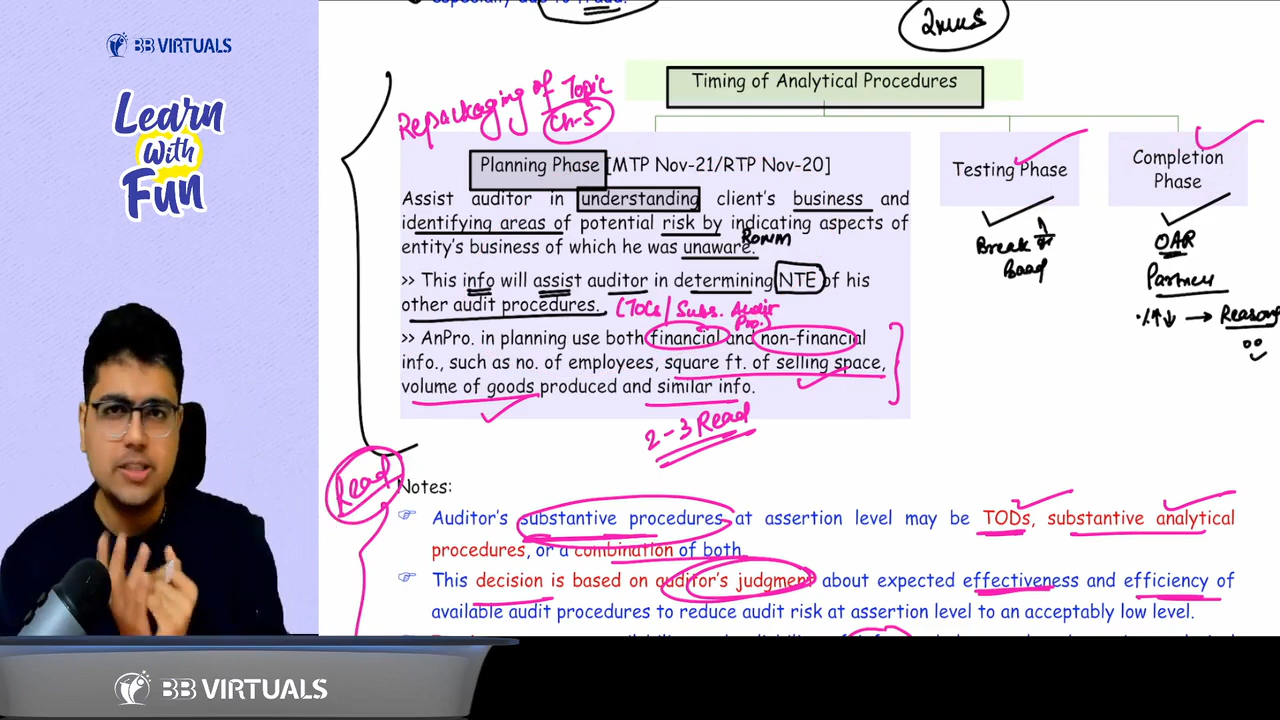 especially due to fraud.
2mks
BB VIRTUALS
Learn
With
Fun
Timing of Analytical Procedures
Repackaging of Topic
Ch-5
Planning Phase [MTP Nov-21/RTP Nov-20]
Assist auditor in understanding client's business and
identifying areas of potential risk by indicating aspects of
entity's business of which he was unaware.
ROMM
>> This info will assist auditor in determining NTE of his
other audit procedures.
(TOCs/Subs. Audit
Pro.)
>> AnPro. in planning use both financial and non-financial
info., such as no. of employees, square ft. of selling space,
volume of goods produced and similar info.
2-3 Read
Testing Phase
Break
Completion
Phase
OAR
Partner
Reason
Read
Notes:
Auditor's substantive procedures at assertion level may be TODs, substantive analytical
procedures, or a combination of both.
This decision is based on auditor's judgment about expected effectiveness and efficiency of
available audit procedures to reduce audit risk at assertion level to an acceptably low level.
BB VIRTUALS